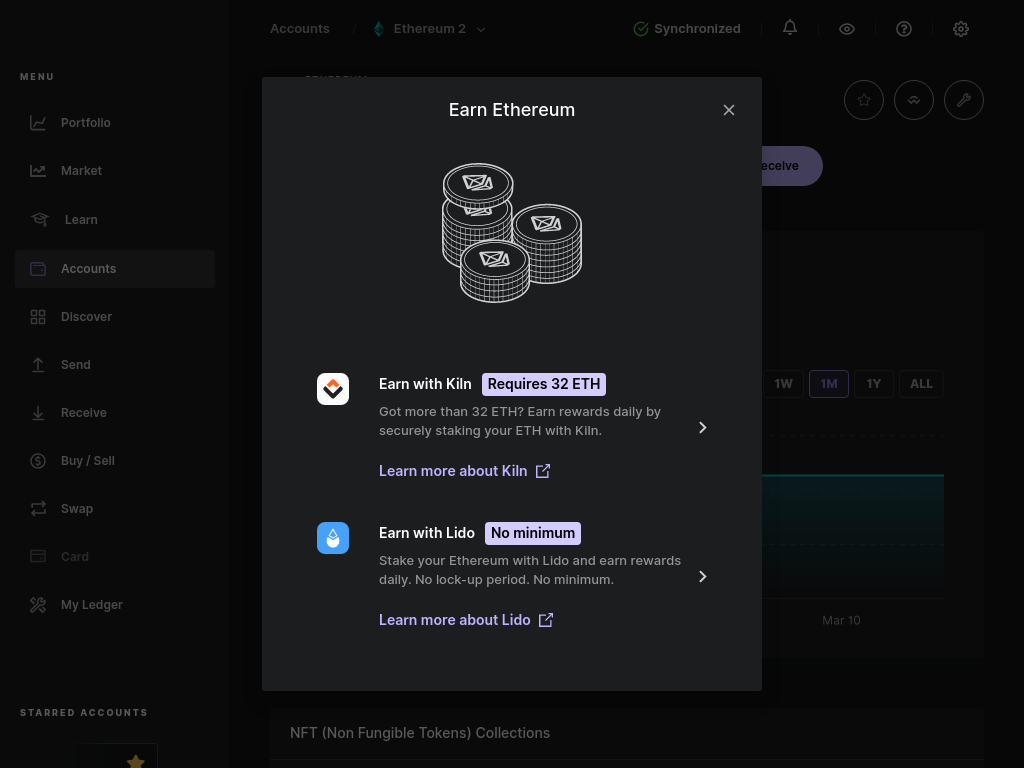 Accounts / Ethereum 2
Synchronized
MENU
Portfolio
Market
Learn
Accounts
Discover
Send
Receive
Buy / Sell
Swap
Card
My Ledger
STARRED ACCOUNTS
Earn Ethereum
Earn with Kiln Requires 32 ETH
Got more than 32 ETH? Earn rewards daily by
securely staking your ETH with Kiln.
Learn more about Kiln
Earn with Lido No minimum
Stake your Ethereum with Lido and earn rewards
daily. No lock-up period. No minimum.
Learn more about Lido
eceive
1W 1M 1Y ALL
Mar 10
NFT (Non Fungible Tokens) Collections